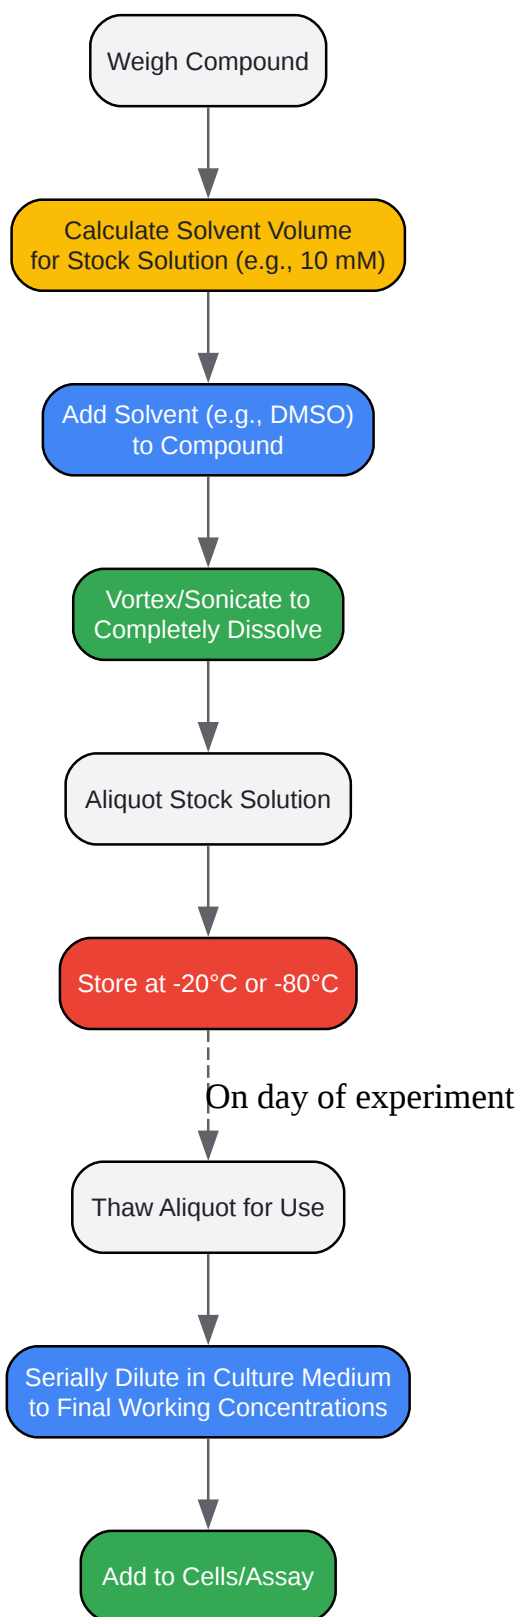 Weigh Compound
Calculate Solvent Volume
for Stock Solution (e.g., 10 mM)
Add Solvent (e.g., DMSO)
to Compound
Vortex/Sonicate to
Completely Dissolve
Aliquot Stock Solution
Store at -20°C or -80°C
On day of experiment
Thaw Aliquot for Use
Serially Dilute in Culture Medium
to Final Working Concentrations
Add to Cells/Assay